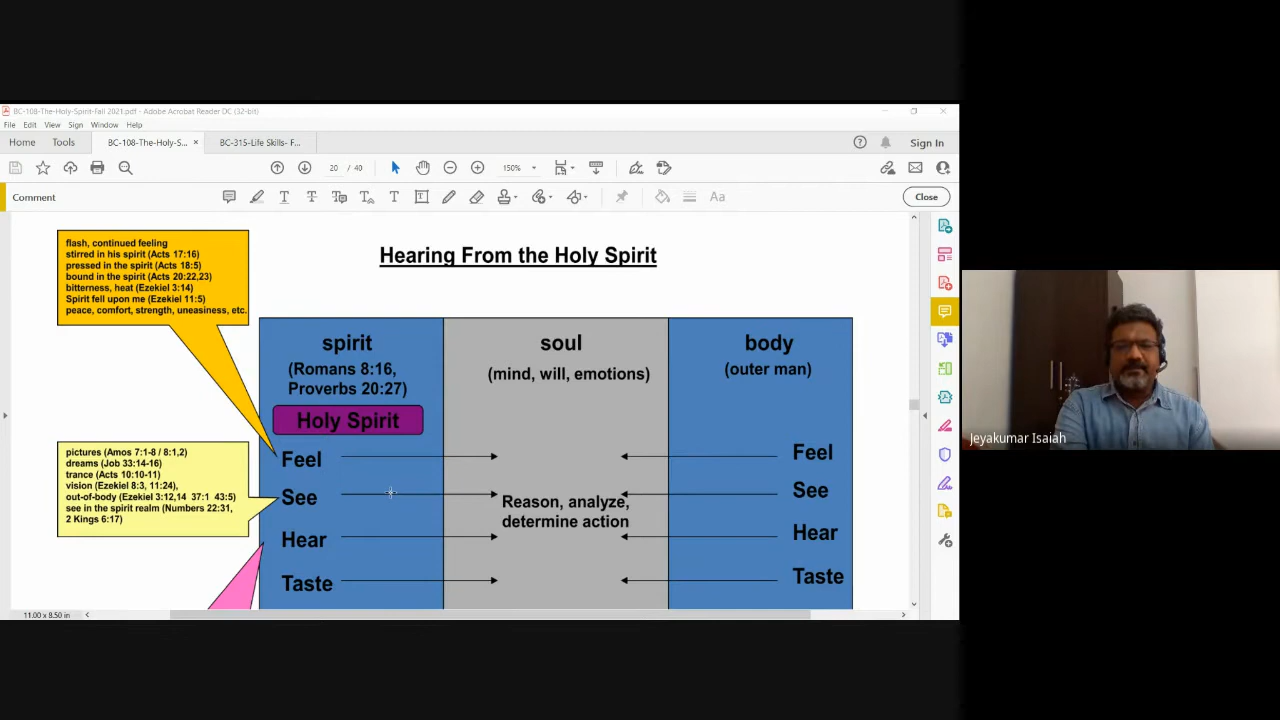 BC-108-The-Holy-Spirit-Fall 2021.pdf - Adobe Acrobat Reader DC (32-bit)
File Edit View Sign Window Help
Home Tools BC-108-The-Holy-S... × BC-315-Life Skills- F... Sign In
20 / 40 150%
Comment Aa Close
Hearing From the Holy Spirit
flash, continued feeling
stirred in his spirit (Acts 17:16)
pressed in the spirit (Acts 18:5)
bound in the spirit (Acts 20:22,23)
bitterness, heat (Ezekiel 3:14)
Spirit fell upon me (Ezekiel 11:5)
peace, comfort, strength, uneasiness, etc.
spirit
(Romans 8:16,
Proverbs 20:27)
Holy Spirit
Feel
See
Hear
Taste
pictures (Amos 7:1-8 / 8:1,2)
dreams (Job 33:14-16)
trance (Acts 10:10-11)
vision (Ezekiel 8:3, 11:24),
out-of-body (Ezekiel 3:12,14 37:1 43:5)
see in the spirit realm (Numbers 22:31,
2 Kings 6:17)
soul
(mind, will, emotions)
Reason, analyze,
determine action
body
(outer man)
Feel
See
Hear
Taste
11.00 x 8.50 in
Jeyakumar Isaiah